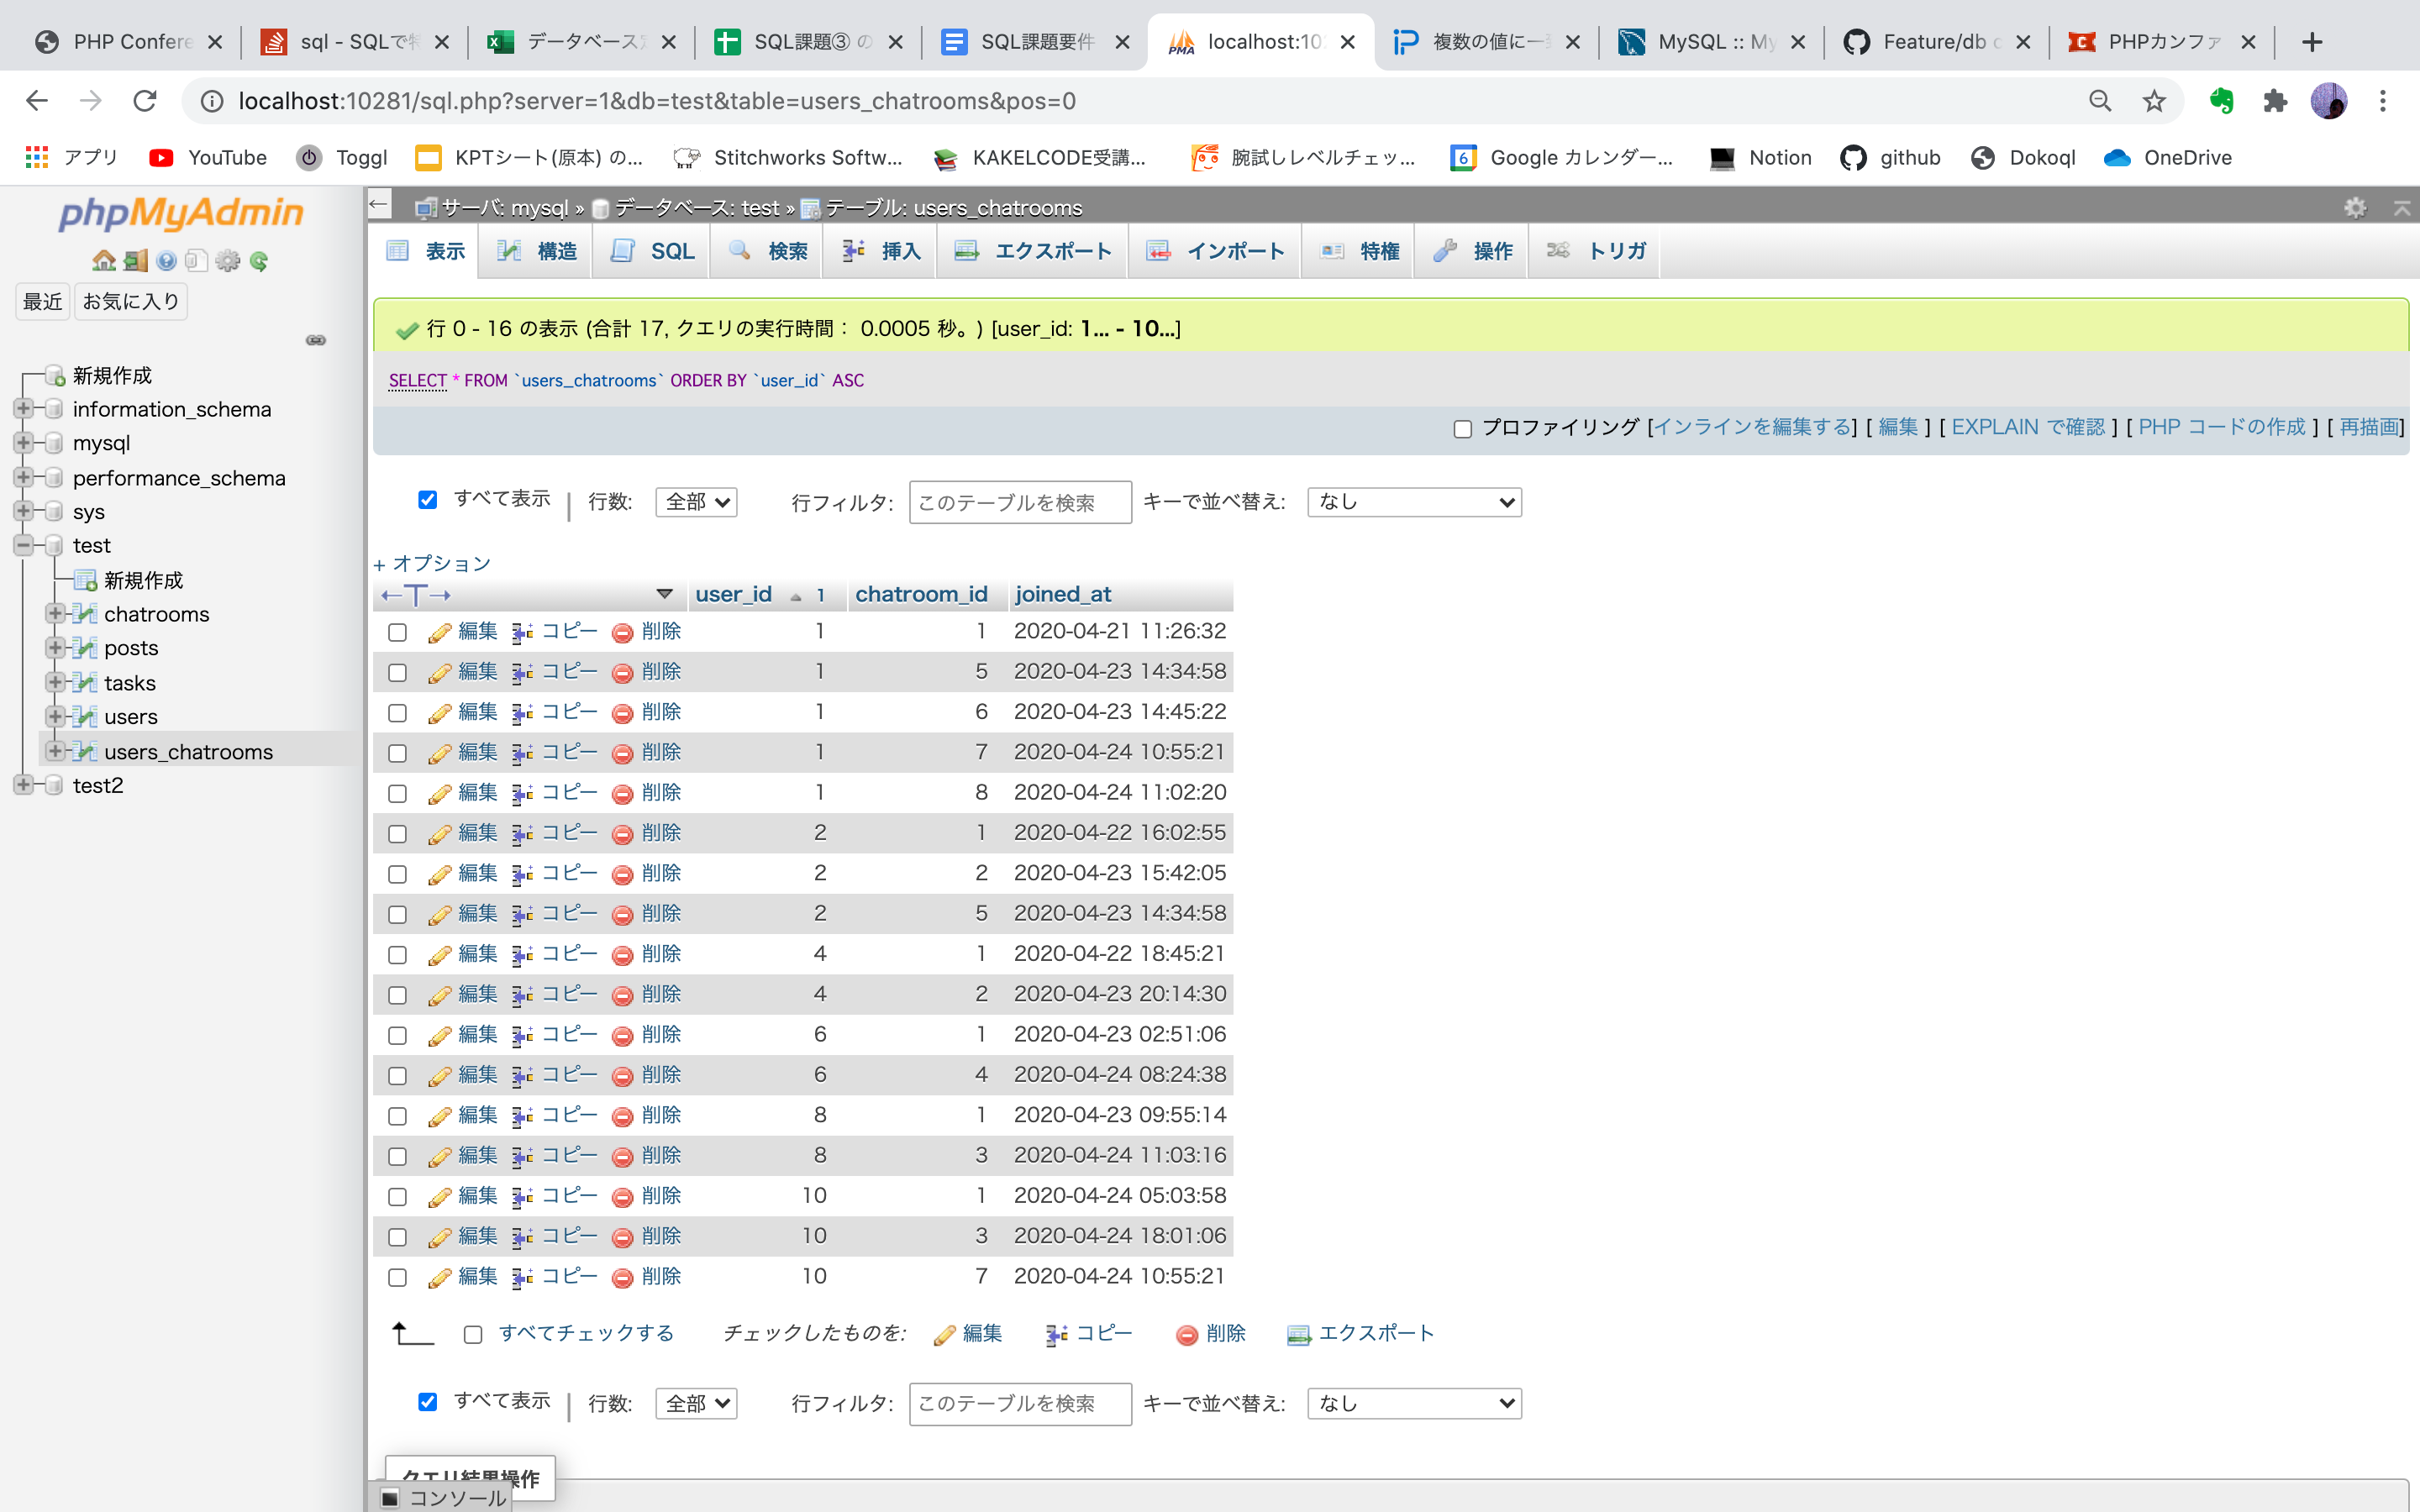 PHP Confere
sql - SQLで特
データベース定
SQL課題③ の
SQL課題要件
localhost:102
複数の値に一致
MySQL :: My
Feature/db c
PHPカンファ
localhost:10281/sql.php?server=1&db=test&table=users_chatrooms&pos=0
アプリ YouTube Toggl KPTシート(原本) の... Stitchworks Softw... KAKELCODE受講... 腕試しレベルチェッ... 6 Google カレンダー... Notion github Dokoql OneDrive
phpMyAdmin
最近 お気に入り
新規作成
information_schema
mysql
performance_schema
sys
test
新規作成
chatrooms
posts
tasks
users
users_chatrooms
test2
サーバ: mysql » データベース: test » テーブル: users_chatrooms
表示 構造 SQL 検索 挿入 エクスポート インポート 特権 操作 トリガ
行 0 - 16 の表示 (合計 17, クエリの実行時間： 0.0005 秒。) [user_id: 1... - 10...]
SELECT * FROM `users_chatrooms` ORDER BY `user_id` ASC
プロファイリング [インラインを編集する] [ 編集 ] [ EXPLAIN で確認 ] [ PHP コードの作成 ] [ 再描画]
すべて表示 | 行数: 全部 行フィルタ: このテーブルを検索 キーで並べ替え: なし
+ オプション
←T→ user_id 1 chatroom_id joined_at
編集 コピー 削除 1 1 2020-04-21 11:26:32
編集 コピー 削除 1 5 2020-04-23 14:34:58
編集 コピー 削除 1 6 2020-04-23 14:45:22
編集 コピー 削除 1 7 2020-04-24 10:55:21
編集 コピー 削除 1 8 2020-04-24 11:02:20
編集 コピー 削除 2 1 2020-04-22 16:02:55
編集 コピー 削除 2 2 2020-04-23 15:42:05
編集 コピー 削除 2 5 2020-04-23 14:34:58
編集 コピー 削除 4 1 2020-04-22 18:45:21
編集 コピー 削除 4 2 2020-04-23 20:14:30
編集 コピー 削除 6 1 2020-04-23 02:51:06
編集 コピー 削除 6 4 2020-04-24 08:24:38
編集 コピー 削除 8 1 2020-04-23 09:55:14
編集 コピー 削除 8 3 2020-04-24 11:03:16
編集 コピー 削除 10 1 2020-04-24 05:03:58
編集 コピー 削除 10 3 2020-04-24 18:01:06
編集 コピー 削除 10 7 2020-04-24 10:55:21
すべてチェックする チェックしたものを: 編集 コピー 削除 エクスポート
すべて表示 | 行数: 全部 行フィルタ: このテーブルを検索 キーで並べ替え: なし
クエリ結果操作
コンソール